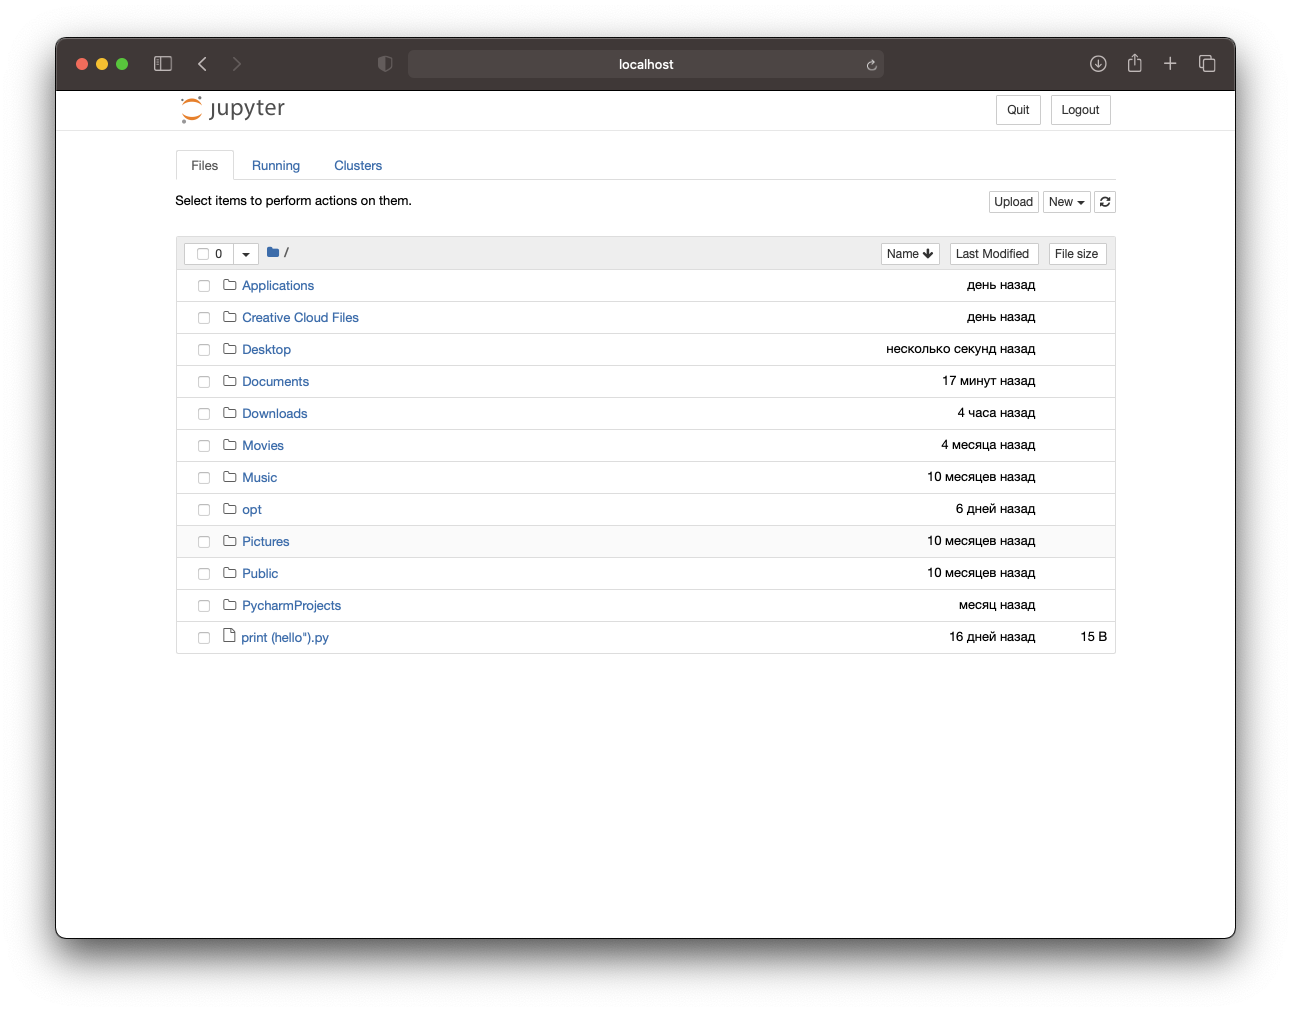 localhost
jupyter
Quit Logout
Files Running Clusters
Select items to perform actions on them.
Upload New
0 / Name Last Modified File size
Applications день назад
Creative Cloud Files день назад
Desktop несколько секунд назад
Documents 17 минут назад
Downloads 4 часа назад
Movies 4 месяца назад
Music 10 месяцев назад
opt 6 дней назад
Pictures 10 месяцев назад
Public 10 месяцев назад
PycharmProjects месяц назад
print (hello").py 16 дней назад 15 B